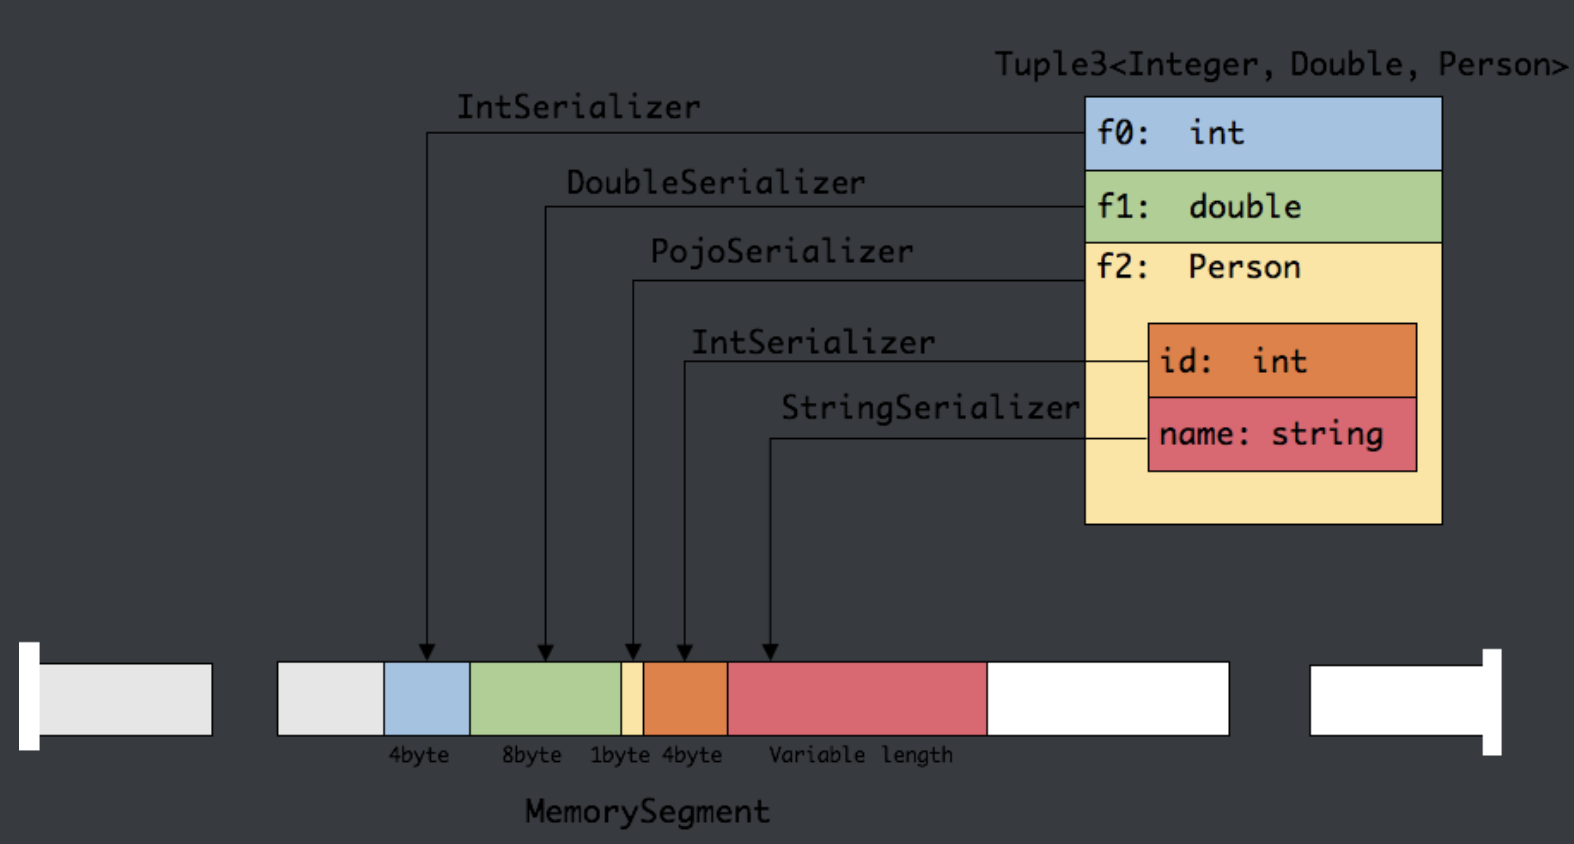 Tuple3<Integer, Double, Person>
IntSerializer
f0: int
DoubleSerializer
f1: double
PojoSerializer
f2: Person
IntSerializer
id: int
StringSerializer
name: string
4byte 8byte 1byte 4byte Variable length
MemorySegment